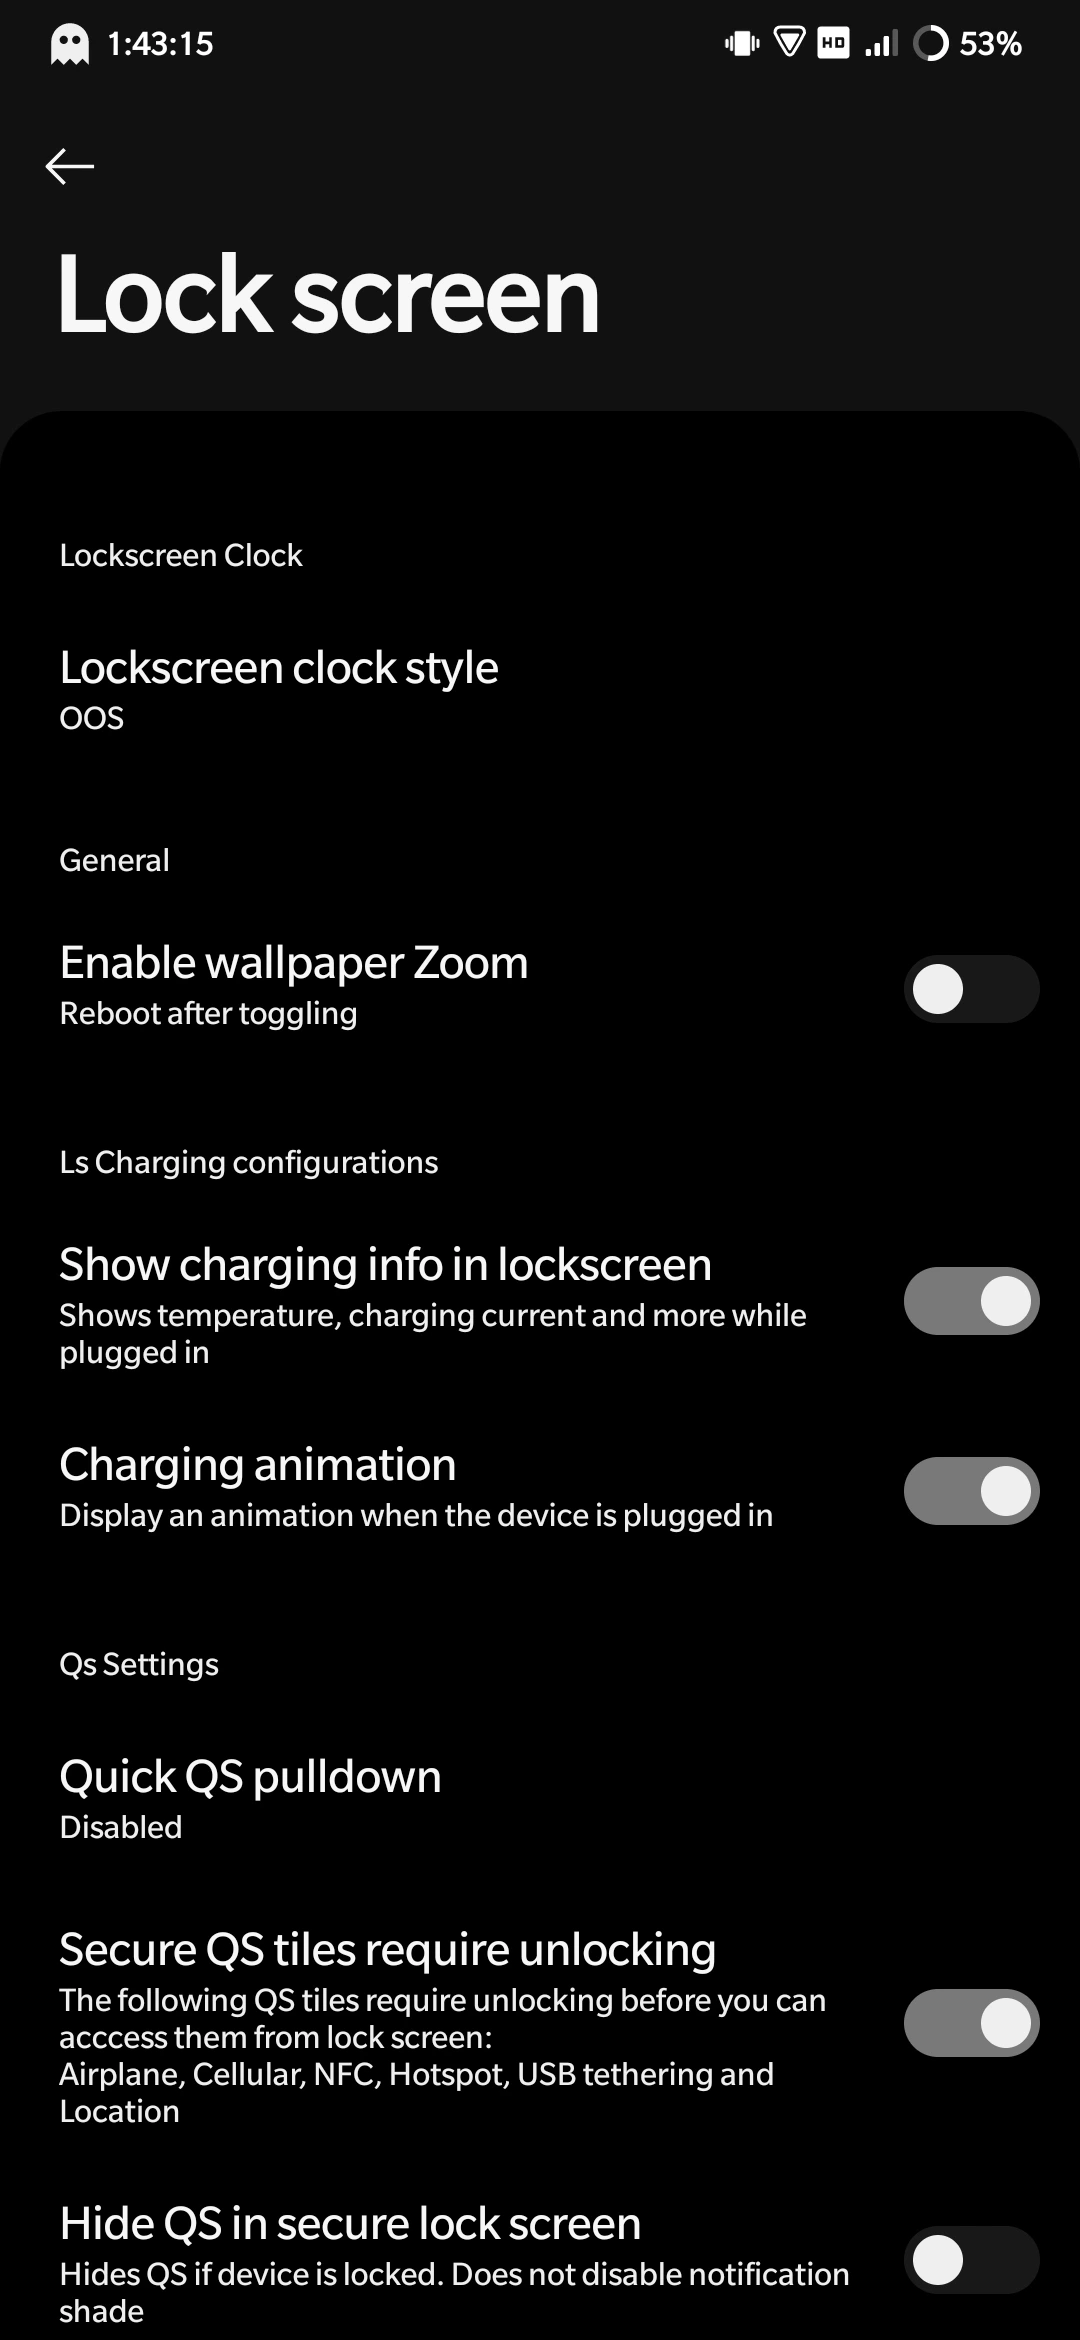 1:43:15
HD
53%
Lock screen
Lockscreen Clock
Lockscreen clock style
OOS
General
Enable wallpaper Zoom
Reboot after toggling
Ls Charging configurations
Show charging info in lockscreen
Shows temperature, charging current and more while
plugged in
Charging animation
Display an animation when the device is plugged in
Qs Settings
Quick QS pulldown
Disabled
Secure QS tiles require unlocking
The following QS tiles require unlocking before you can
acccess them from lock screen:
Airplane, Cellular, NFC, Hotspot, USB tethering and
Location
Hide QS in secure lock screen
Hides QS if device is locked. Does not disable notification
shade